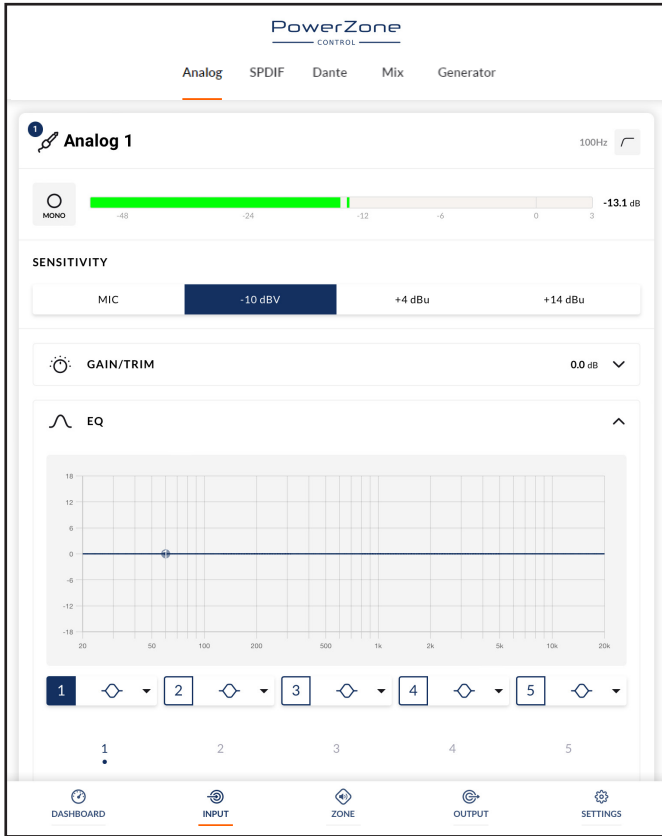 PowerZone
CONTROL
Analog SPDIF Dante Mix Generator
1 Analog 1 100Hz
MONO -13.1 dB
-48 -24 -12 -6 0 3
SENSITIVITY
MIC -10 dBV +4 dBu +14 dBu
GAIN/TRIM 0.0 dB
EQ
18
12
6
0 1
-6
-12
-18
20 50 100 200 500 1k 2k 5k 10k 20k
1 2 3 4 5
1 2 3 4 5
DASHBOARD INPUT ZONE OUTPUT SETTINGS